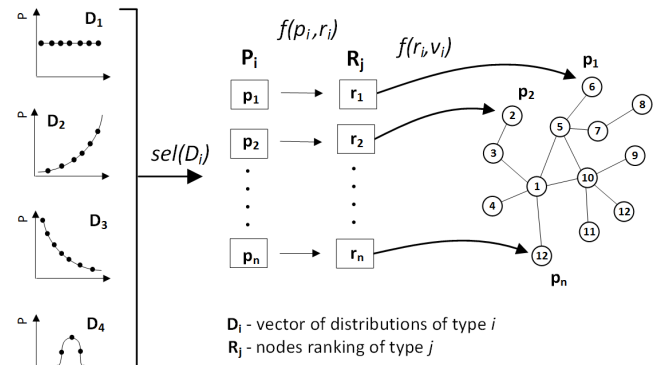 P
D1
P
D2
P
D3
P
D4
sel(Di)
f(pi,ri)
f(ri,vi)
Pi
Rj
p1
r1
p2
r2
pn
rn
p1
p2
6
2
8
5
7
3
9
1
10
4
12
11
12
pn
Di - vector of distributions of type i
Rj - nodes ranking of type j